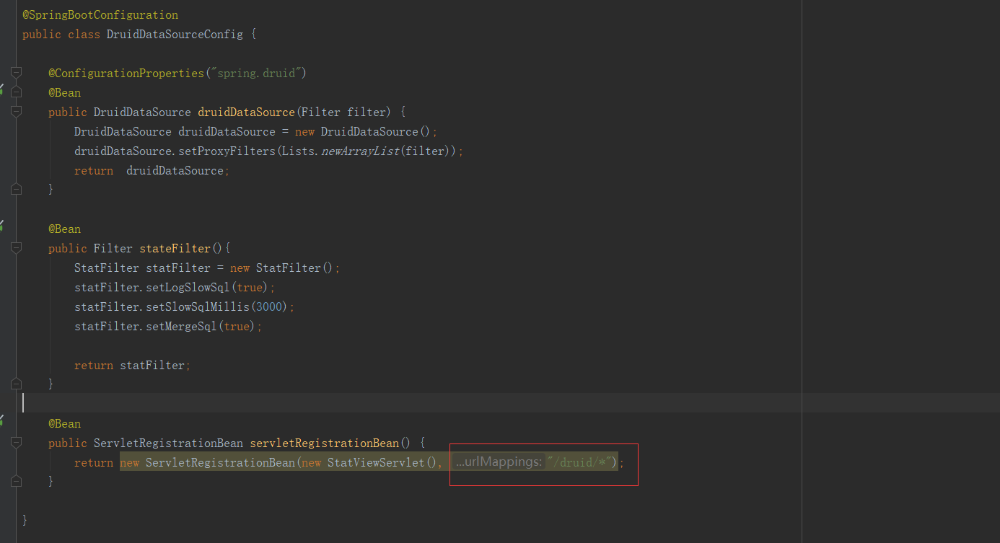 @SpringBootConfiguration
public class DruidDataSourceConfig {
@ConfigurationProperties("spring.druid")
@Bean
public DruidDataSource druidDataSource(Filter filter) {
DruidDataSource druidDataSource = new DruidDataSource();
druidDataSource.setProxyFilters(Lists.newArrayList(filter));
return  druidDataSource;
}
@Bean
public Filter stateFilter(){
StatFilter statFilter = new StatFilter();
statFilter.setLogSlowSql(true);
statFilter.setSlowSqlMillis(3000);
statFilter.setMergeSql(true);
return statFilter;
}
@Bean
public ServletRegistrationBean servletRegistrationBean() {
return new ServletRegistrationBean(new StatViewServlet(), ...urlMappings: "/druid/*");
}
}